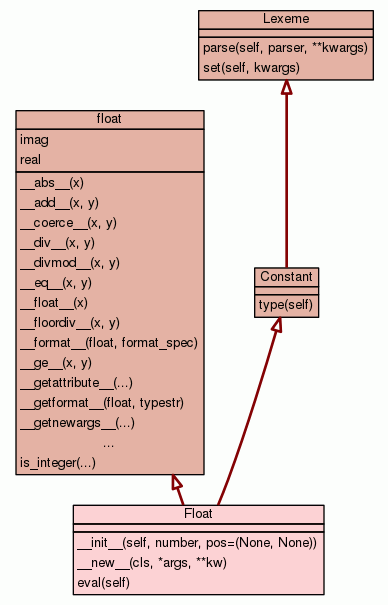 Lexeme
parse(self, parser, **kwargs)
set(self, kwargs)
float
imag
real
__abs__(x)
__add__(x, y)
__coerce__(x, y)
__div__(x, y)
__divmod__(x, y)
__eq__(x, y)
__float__(x)
__floordiv__(x, y)
__format__(float, format_spec)
__ge__(x, y)
__getattribute__(...)
__getformat__(float, typestr)
__getnewargs__(...)
...
is_integer(...)
Constant
type(self)
Float
__init__(self, number, pos=(None, None))
__new__(cls, *args, **kw)
eval(self)